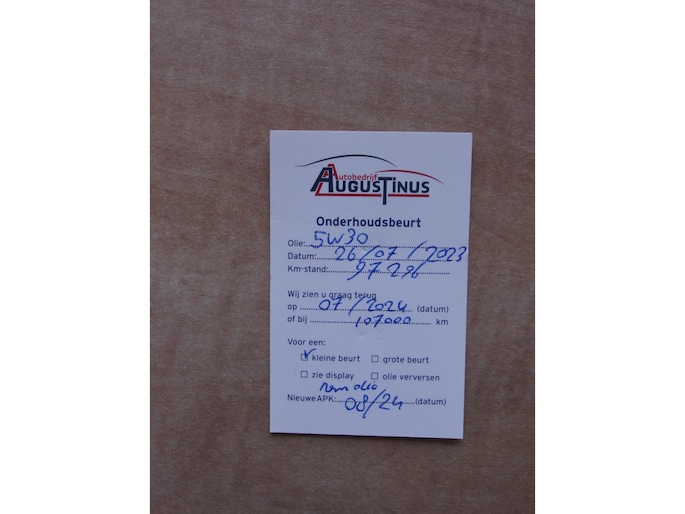 Autobedrijf
AUGUSTINUS
Onderhoudsbeurt
Olie: 5W30
Datum: 26/07/2023
Km-stand: 97296
Wij zien u graag terug
op 07/2024 (datum)
of bij 107.000 km
Voor een:
kleine beurt grote beurt
zie display olie verversen
Nieuwe APK: 08/24 (datum)